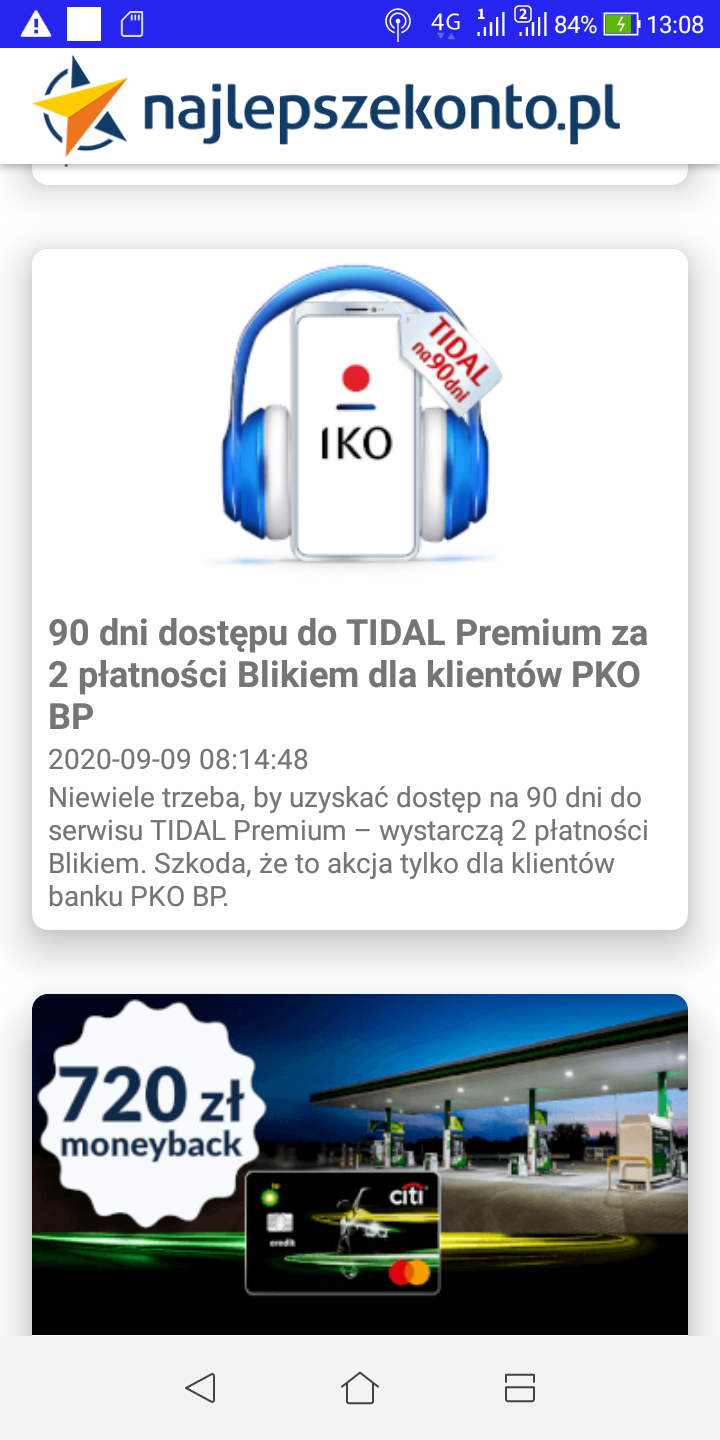 4G 1 2 84% 13:08
najlepszekonto.pl
TIDAL
na 90 dni
IKO
90 dni dostępu do TIDAL Premium za
2 płatności Blikiem dla klientów PKO
BP
2020-09-09 08:14:48
Niewiele trzeba, by uzyskać dostęp na 90 dni do
serwisu TIDAL Premium – wystarczą 2 płatności
Blikiem. Szkoda, że to akcja tylko dla klientów
banku PKO BP.
720 zł
moneyback
bp
citi
credit